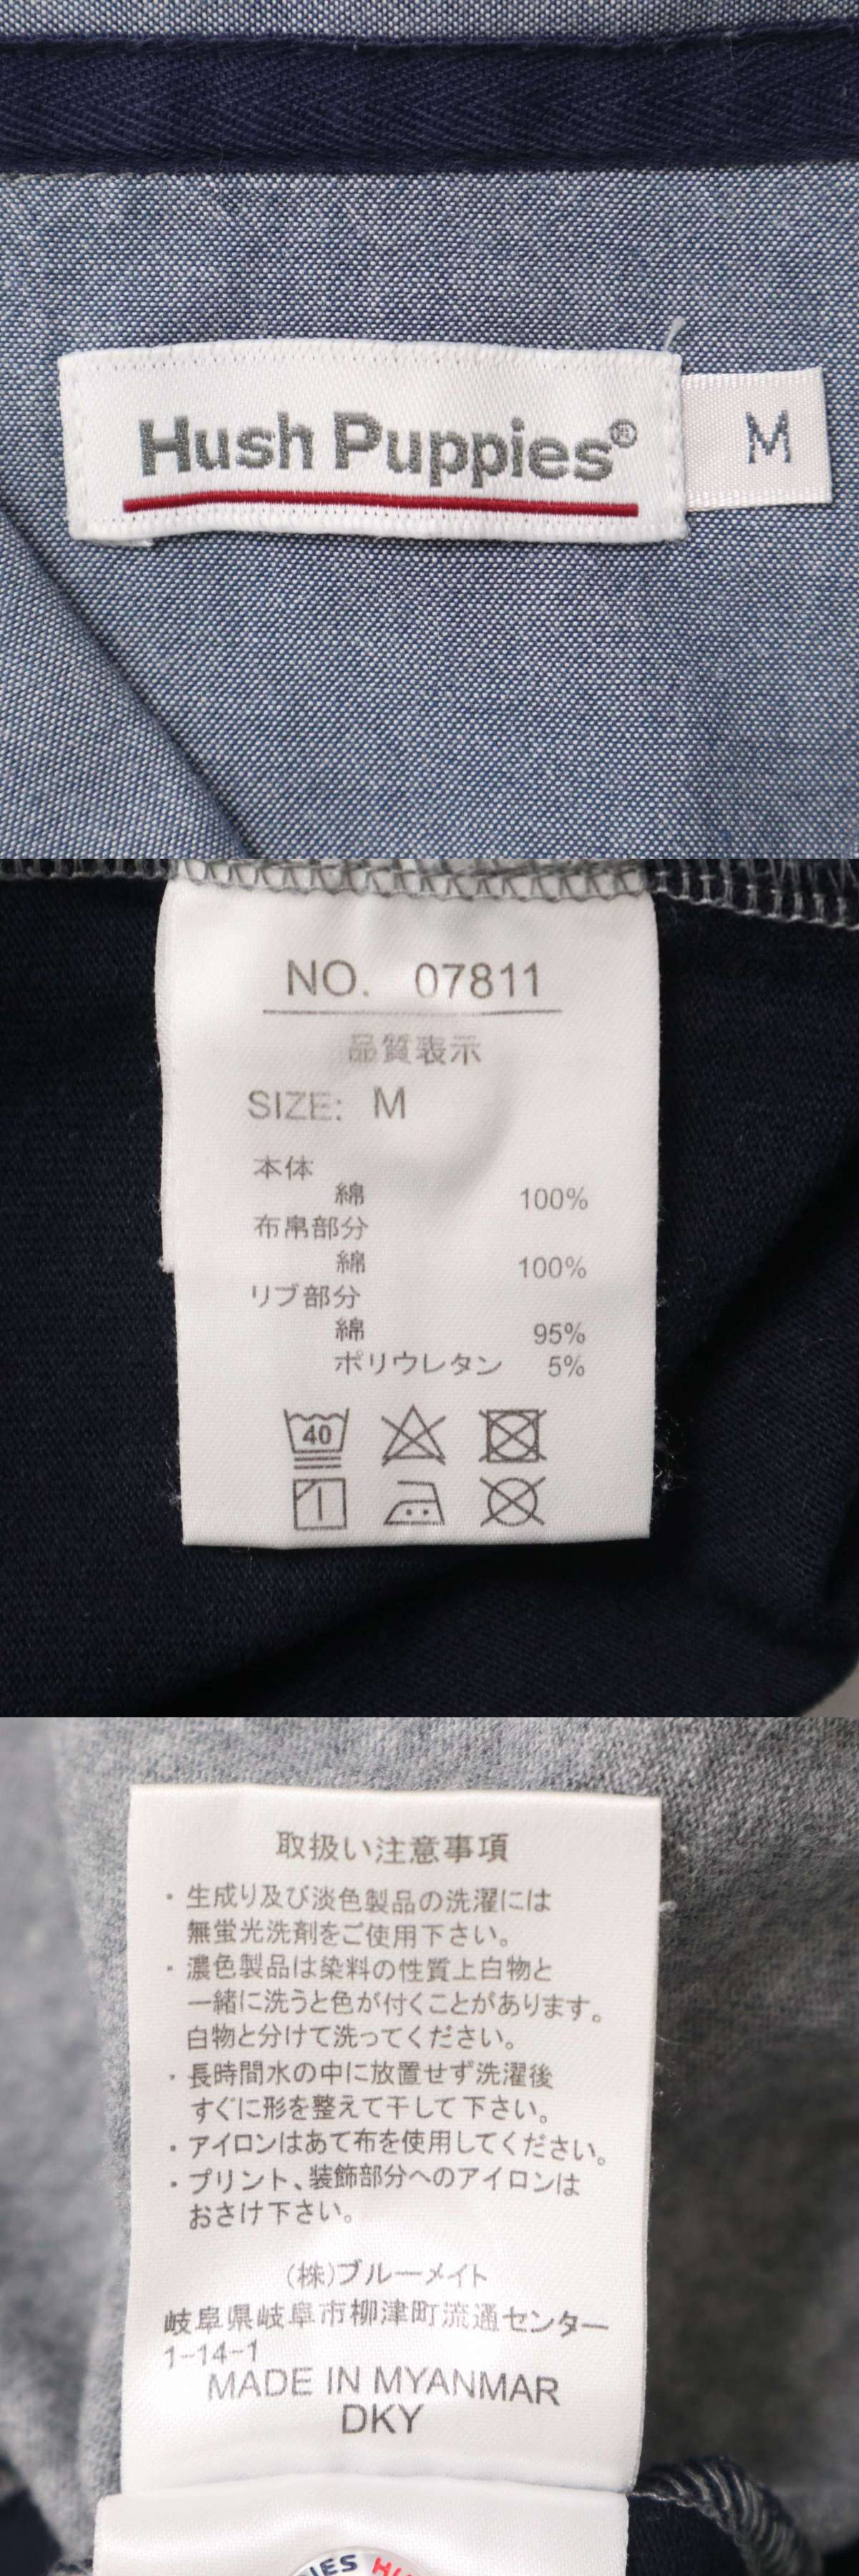 Hush Puppies®
M
NO. 07811
品質表示
SIZE: M
本体
綿 100%
布帛部分
綿 100%
リブ部分
綿 95%
ポリウレタン 5%
40
取扱い注意事項
・生成り及び淡色製品の洗濯には
無蛍光洗剤をご使用下さい。
・濃色製品は染料の性質上白物と
一緒に洗うと色が付くことがあります。
白物と分けて洗ってください。
・長時間水の中に放置せず洗濯後
すぐに形を整えて干して下さい。
・アイロンはあて布を使用してください。
・プリント、装飾部分へのアイロンは
おさけ下さい。
(株)ブルーメイト
岐阜県岐阜市柳津町流通センター
1-14-1
MADE IN MYANMAR
DKY